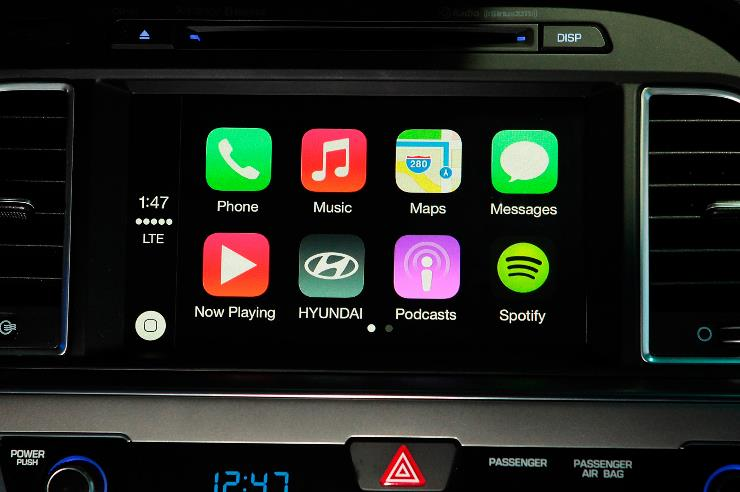 DISP
1:47
LTE
280
A
Phone
Music
Maps
Messages
Now Playing
HYUNDAI
Podcasts
Spotify
POWER
PUSH
12:47
PASSENGER
PASSENGER
AIR BAG